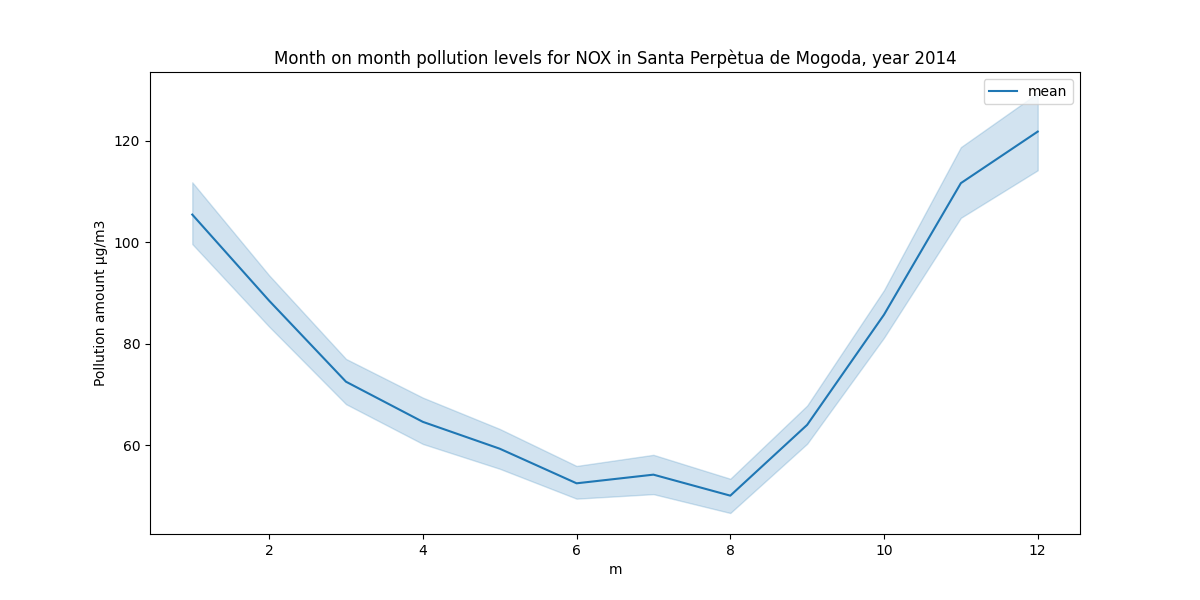 Month on month pollution levels for NOX in Santa Perpètua de Mogoda, year 2014
mean
Pollution amount µg/m3
120
100
80
60
2 4 6 8 10 12
m